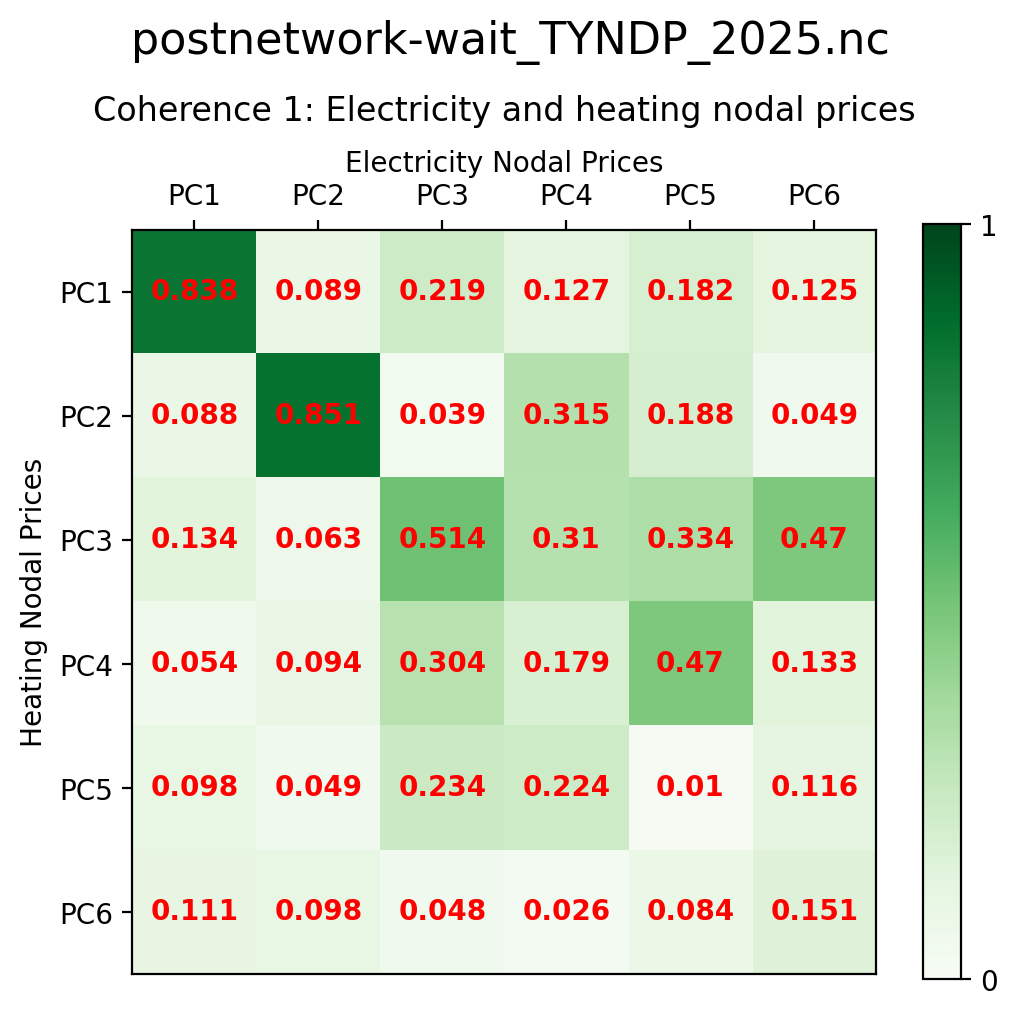 postnetwork-wait_TYNDP_2025.nc
Coherence 1: Electricity and heating nodal prices
Electricity Nodal Prices
PC1 PC2 PC3 PC4 PC5 PC6
1
PC1 0.838 0.089 0.219 0.127 0.182 0.125
PC2 0.088 0.851 0.039 0.315 0.188 0.049
Heating Nodal Prices
PC3 0.134 0.063 0.514 0.31 0.334 0.47
PC4 0.054 0.094 0.304 0.179 0.47 0.133
PC5 0.098 0.049 0.234 0.224 0.01 0.116
PC6 0.111 0.098 0.048 0.026 0.084 0.151
0